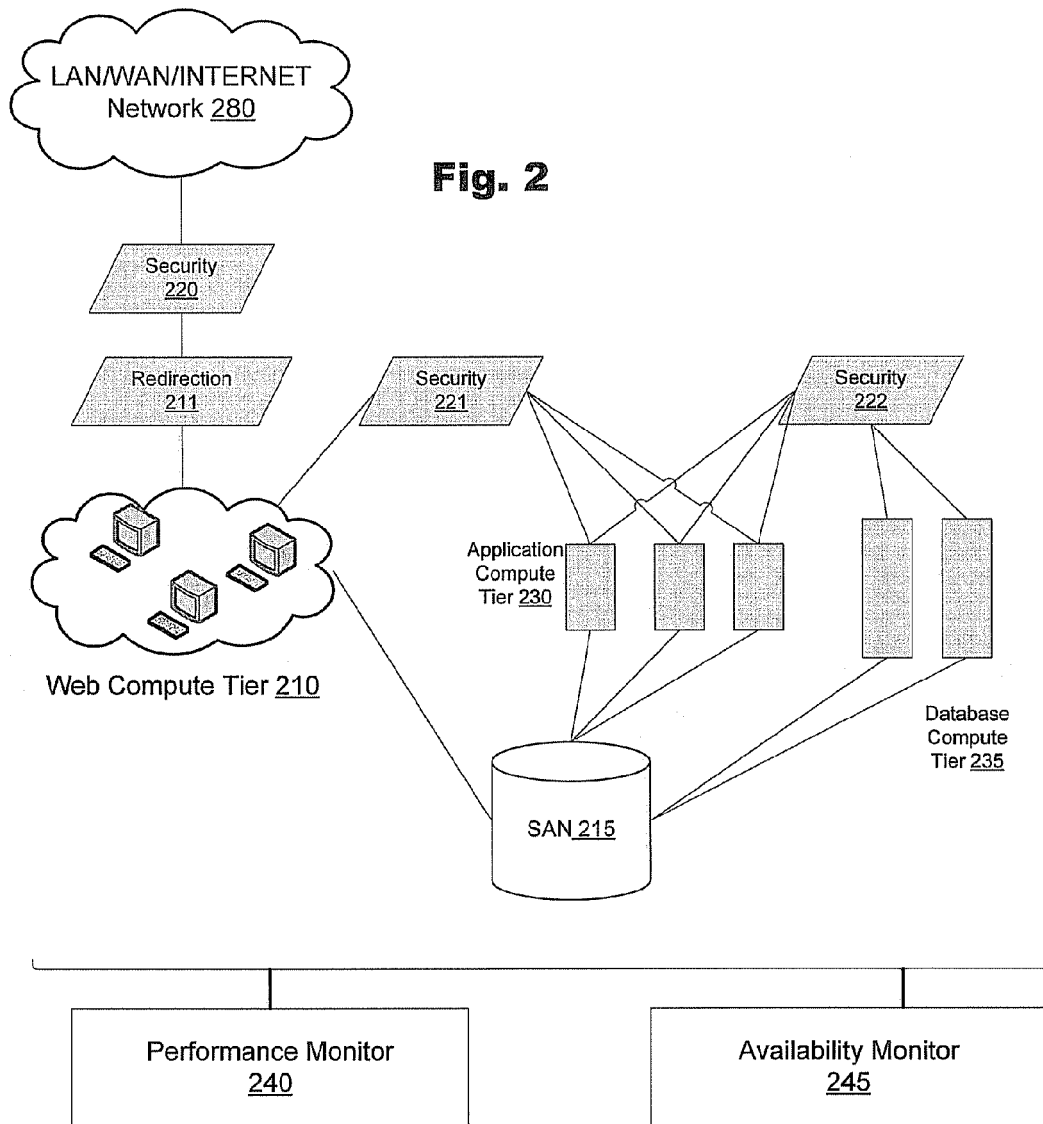 LAN/WAN/INTERNET
Network 280
Fig. 2
Security
220
Redirection
211
Security
221
Security
222
Application
Compute
Tier 230
Web Compute Tier 210
Database
Compute
Tier 235
SAN 215
Performance Monitor
240
Availability Monitor
245